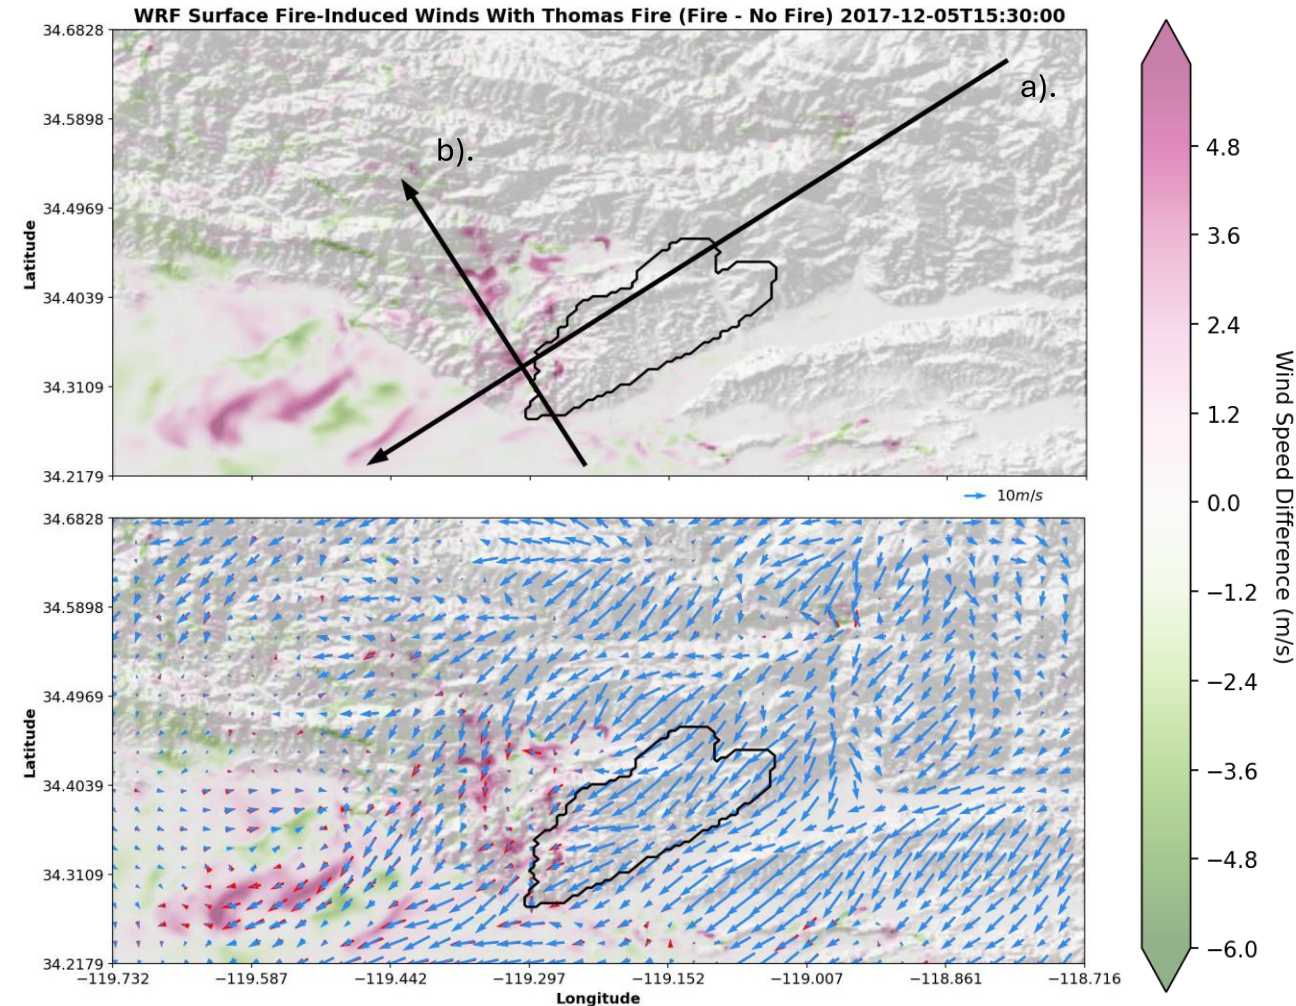 WRF Surface Fire-Induced Winds With Thomas Fire (Fire - No Fire) 2017-12-05T15:30:00
34.6828
34.5898
34.4969
34.4039
34.3109
34.2179
Latitude
a).
b).
10m/s
34.6828
34.5898
34.4969
34.4039
34.3109
34.2179
Latitude
−119.732 −119.587 −119.442 −119.297 −119.152 −119.007 −118.861 −118.716
Longitude
4.8
3.6
2.4
1.2
0.0
−1.2
−2.4
−3.6
−4.8
−6.0
Wind Speed Difference (m/s)